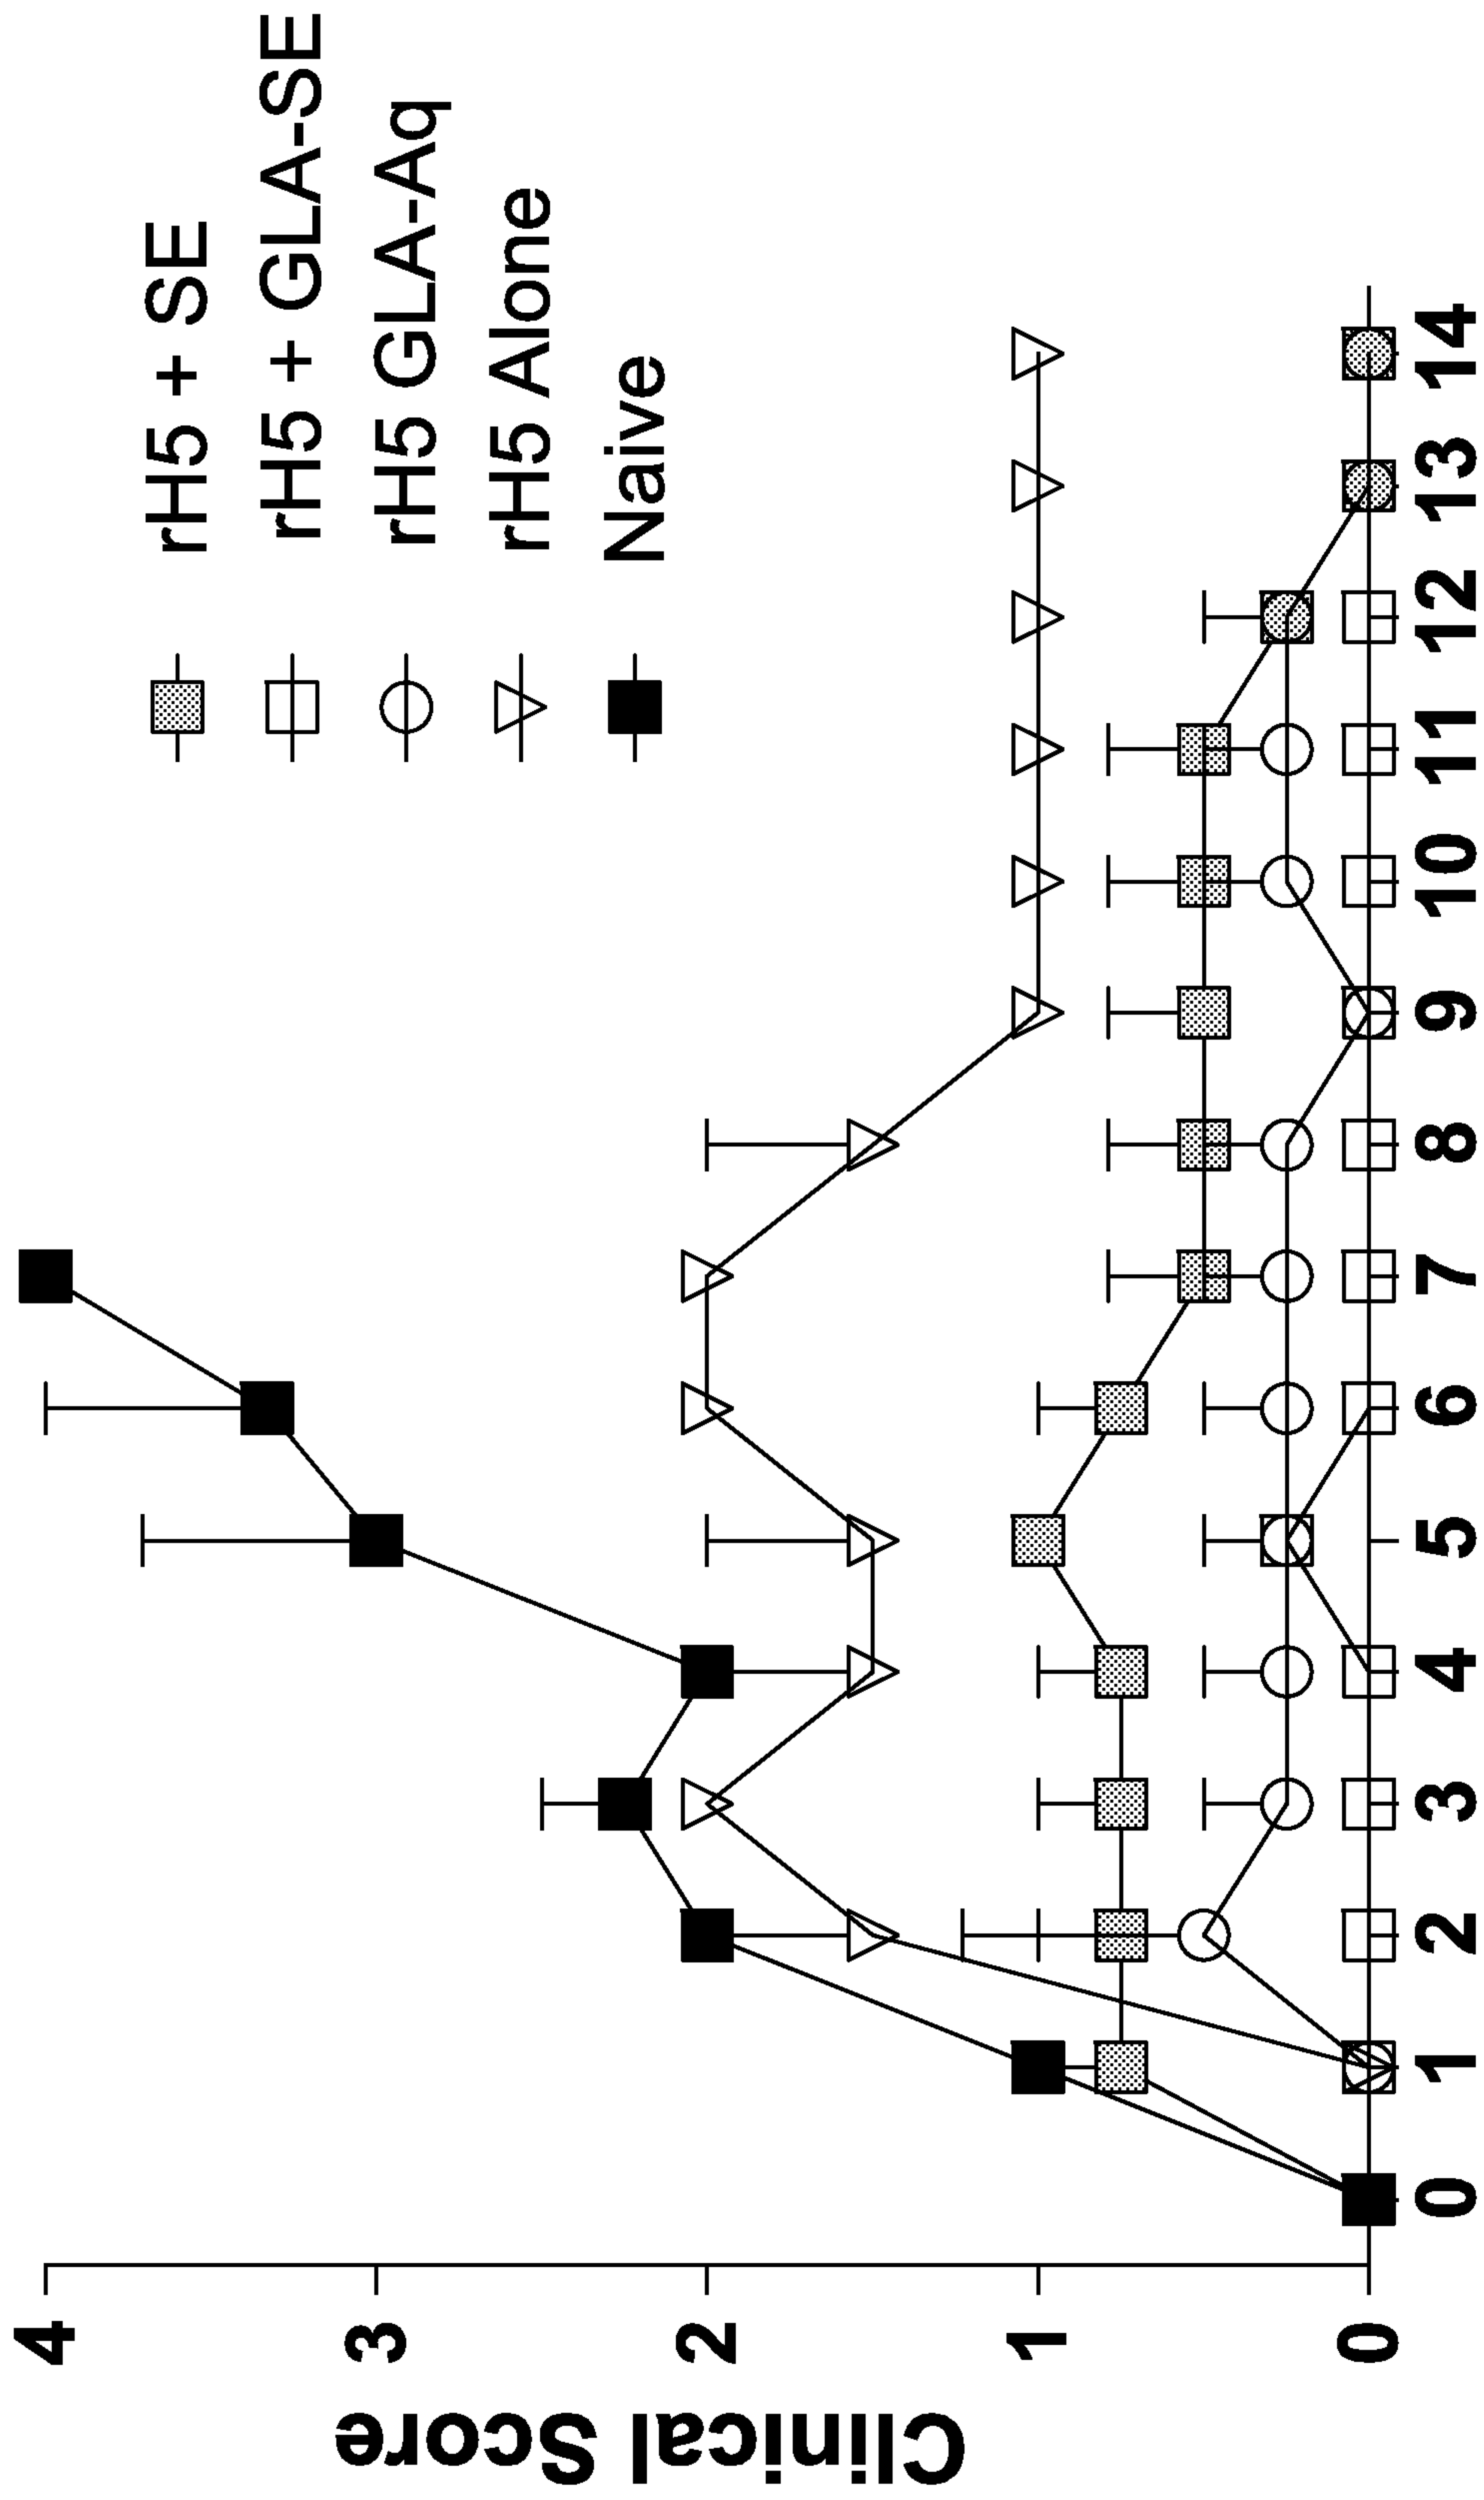 rH5 + SE
rH5 + GLA-SE
rH5 GLA-Aq
rH5 Alone
Naive
Clinical Score
4
3
2
1
0
0 1 2 3 4 5 6 7 8 9 10 11 12 13 14